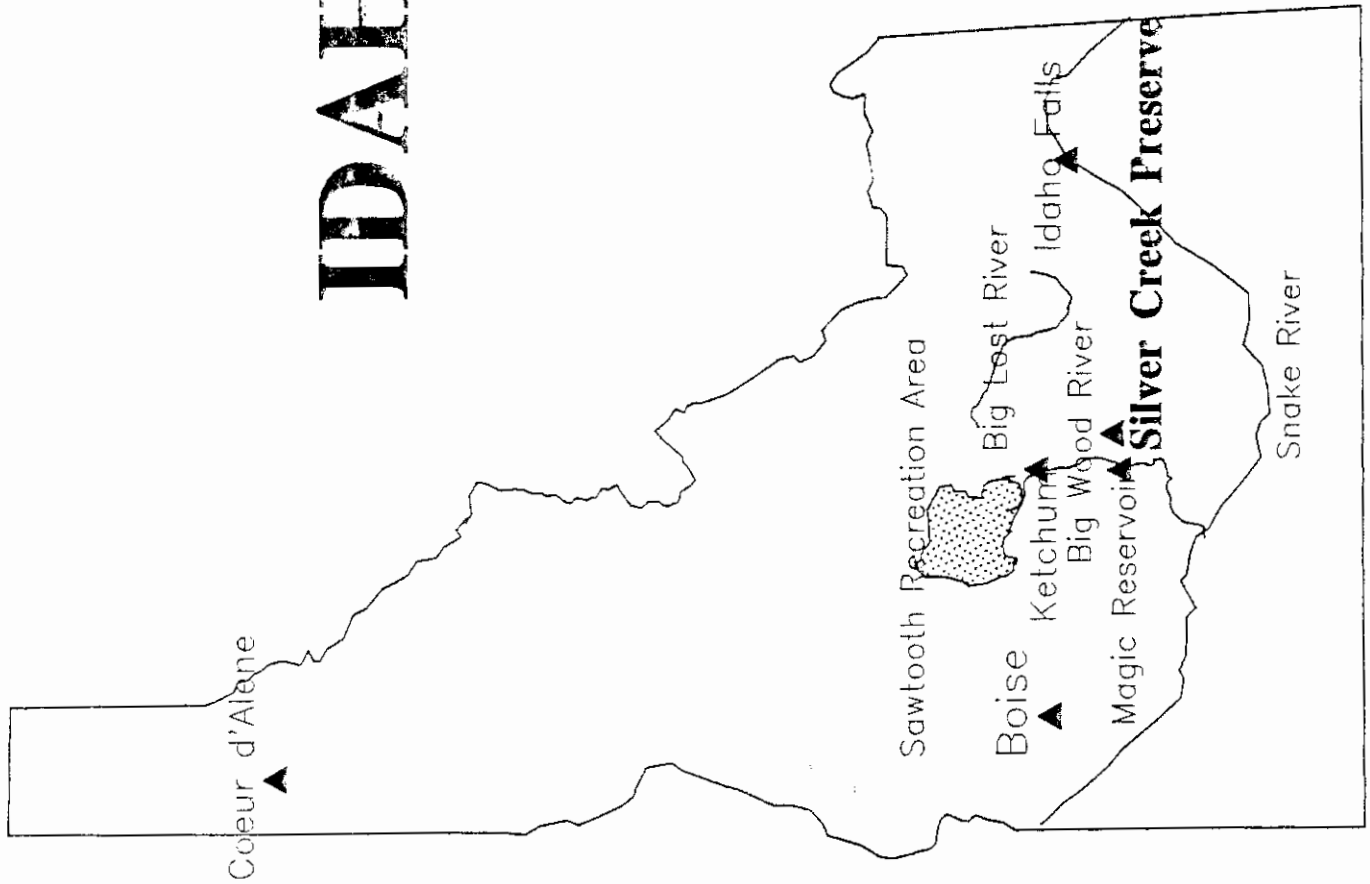 IDAH
Coeur d'Alene
Sawtooth Recreation Area
Big Lost River
Boise
Ketchum
Big Wood River
Idaho Falls
Magic Reservoir
Silver Creek Preserve
Snake River